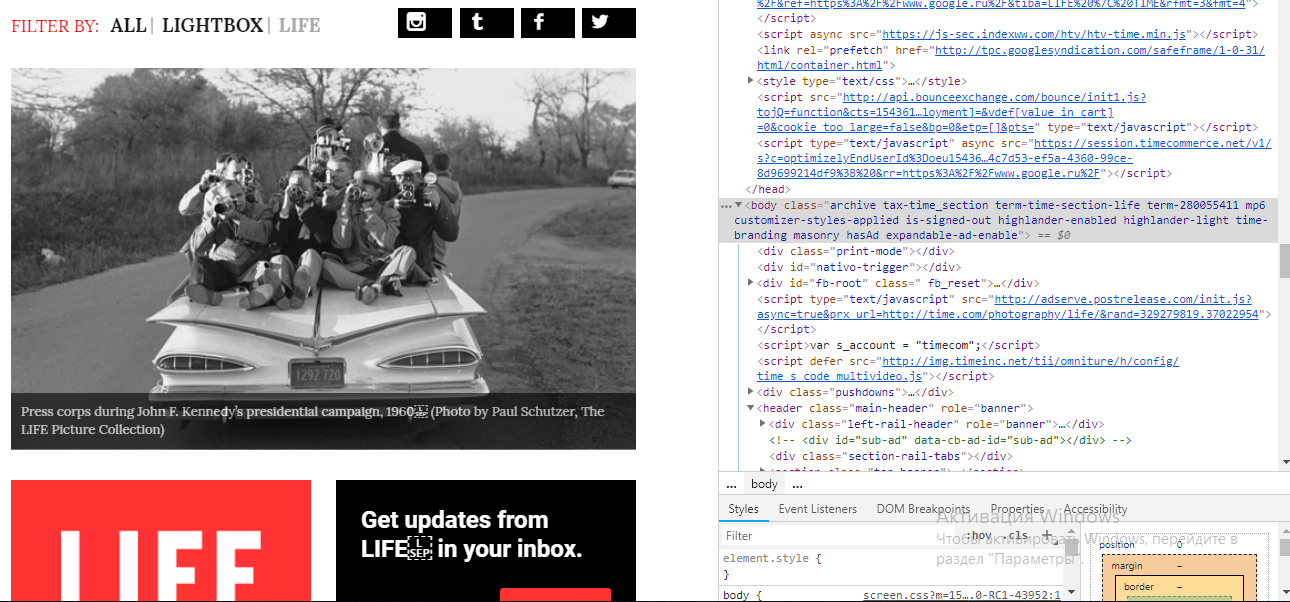 FILTER BY: ALL | LIGHTBOX | LIFE
1292 720
Press corps during John F. Kennedy's presidential campaign, 1960 (Photo by Paul Schutzer, The
LIFE Picture Collection)
LIFE
Get updates from
LIFE in your inbox.
%2F&ref=https%3A%2F%2Fwww.google.ru%2F&tiba=LIFE%20%7C%20TIME&rfmt=3&fmt=4">
</script>
<script async src="https://js-sec.indexww.com/htv/htv-time.min.js"></script>
<link rel="prefetch" href="http://tpc.googlesyndication.com/safeframe/1-0-31/
html/container.html">
<style type="text/css">…</style>
<script src="http://api.bounceexchange.com/bounce/init1.js?
tojQ=function&cts=154361…loyment]=&vdef[value in cart]
=0&cookie too large=false&bp=0&etp=[]&pts=" type="text/javascript"></script>
<script type="text/javascript" async src="https://session.timecommerce.net/v1/
s?c=optimizelyEndUserId%3Doeu15436…4c7d53-ef5a-4360-99ce-
8d9699214df9%3B%20&rr=https%3A%2F%2Fwww.google.ru%2F"></script>
</head>
…<body class="archive tax-time_section term-time-section-life term-280055411 mp6
customizer-styles-applied is-signed-out highlander-enabled highlander-light time-
branding masonry hasAd expandable-ad-enable"> == $0
<div class="print-mode"></div>
<div id="nativo-trigger"></div>
<div id="fb-root" class=" fb_reset">…</div>
<script type="text/javascript" src="http://adserve.postrelease.com/init.js?
async=true&prx_url=http://time.com/photography/life/&rand=329279819.37022954">
</script>
<script>var s_account = "timecom";</script>
<script defer src="http://img.timeinc.net/tii/omniture/h/config/
time_s_code_multivideo.js"></script>
<div class="pushdowns">…</div>
<header class="main-header" role="banner">
<div class="left-rail-header" role="banner">…</div>
<!-- <div id="sub-ad" data-cb-ad-id="sub-ad"></div> -->
<div class="section-rail-tabs"></div>
… body …
Styles Event Listeners DOM Breakpoints Properties Accessibility
Filter :hov .cls +
element.style {
}
body { screen.css?m=15….0-RC1-43952:1
Активация Windows
Чтобы активировать Windows, перейдите в
раздел "Параметры".
position 0
margin –
border –